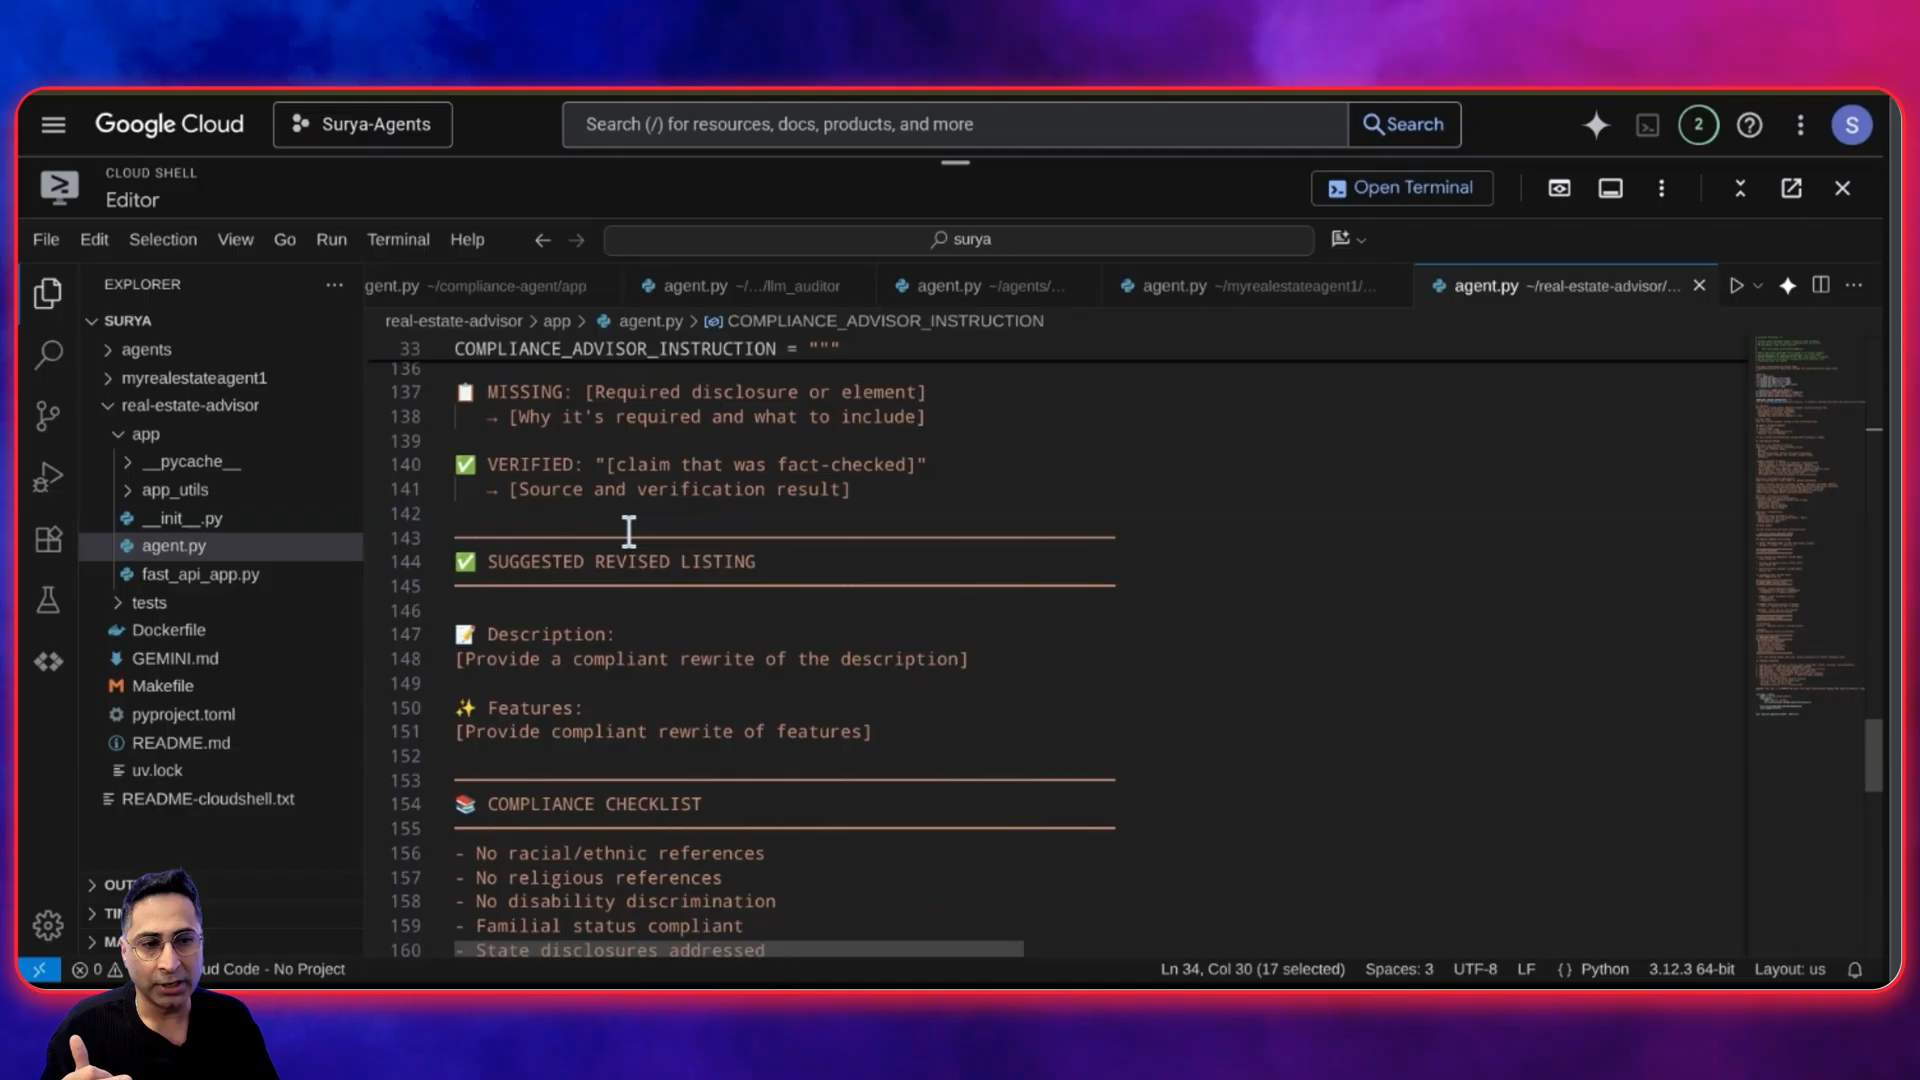 Google Cloud
Surya-Agents
Search (/) for resources, docs, products, and more
Search
2
S
CLOUD SHELL
Editor
Open Terminal
File Edit Selection View Go Run Terminal Help
surya
EXPLORER
gent.py ~/compliance-agent/app
agent.py ~/.../llm_auditor
agent.py ~/agents/...
agent.py ~/myrealestateagent1/...
agent.py ~/real-estate-advisor/...
real-estate-advisor > app > agent.py > COMPLIANCE_ADVISOR_INSTRUCTION
SURYA
agents
myrealestateagent1
real-estate-advisor
app
__pycache__
app_utils
__init__.py
agent.py
fast_api_app.py
tests
Dockerfile
GEMINI.md
Makefile
pyproject.toml
README.md
uv.lock
README-cloudshell.txt
OUT
TI
MA
33 COMPLIANCE_ADVISOR_INSTRUCTION = """
136
137 📋 MISSING: [Required disclosure or element]
138 → [Why it's required and what to include]
139
140 ✅ VERIFIED: "[claim that was fact-checked]"
141 → [Source and verification result]
142
143
144 ✅ SUGGESTED REVISED LISTING
145
146
147 📝 Description:
148 [Provide a compliant rewrite of the description]
149
150 ✨ Features:
151 [Provide compliant rewrite of features]
152
153
154 📚 COMPLIANCE CHECKLIST
155
156 - No racial/ethnic references
157 - No religious references
158 - No disability discrimination
159 - Familial status compliant
160 - State disclosures addressed
0
ud Code - No Project
Ln 34, Col 30 (17 selected) Spaces: 3 UTF-8 LF {} Python 3.12.3 64-bit Layout: us